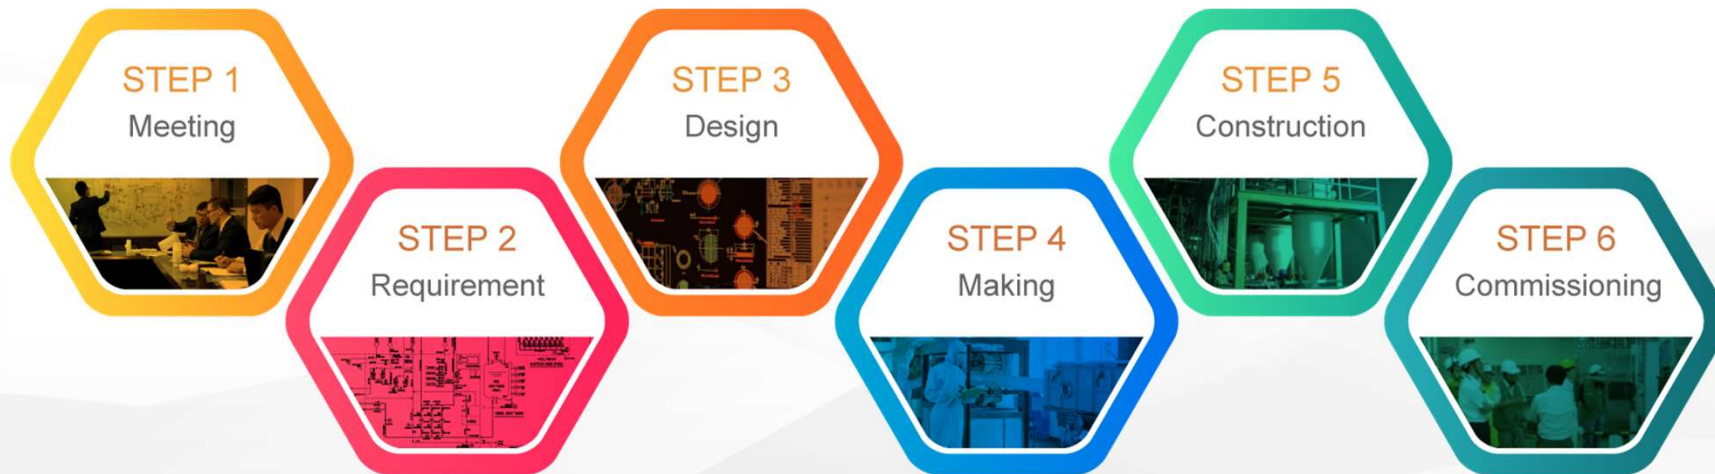 STEP 1
Meeting
STEP 2
Requirement
STEP 3
Design
STEP 4
Making
STEP 5
Construction
STEP 6
Commissioning